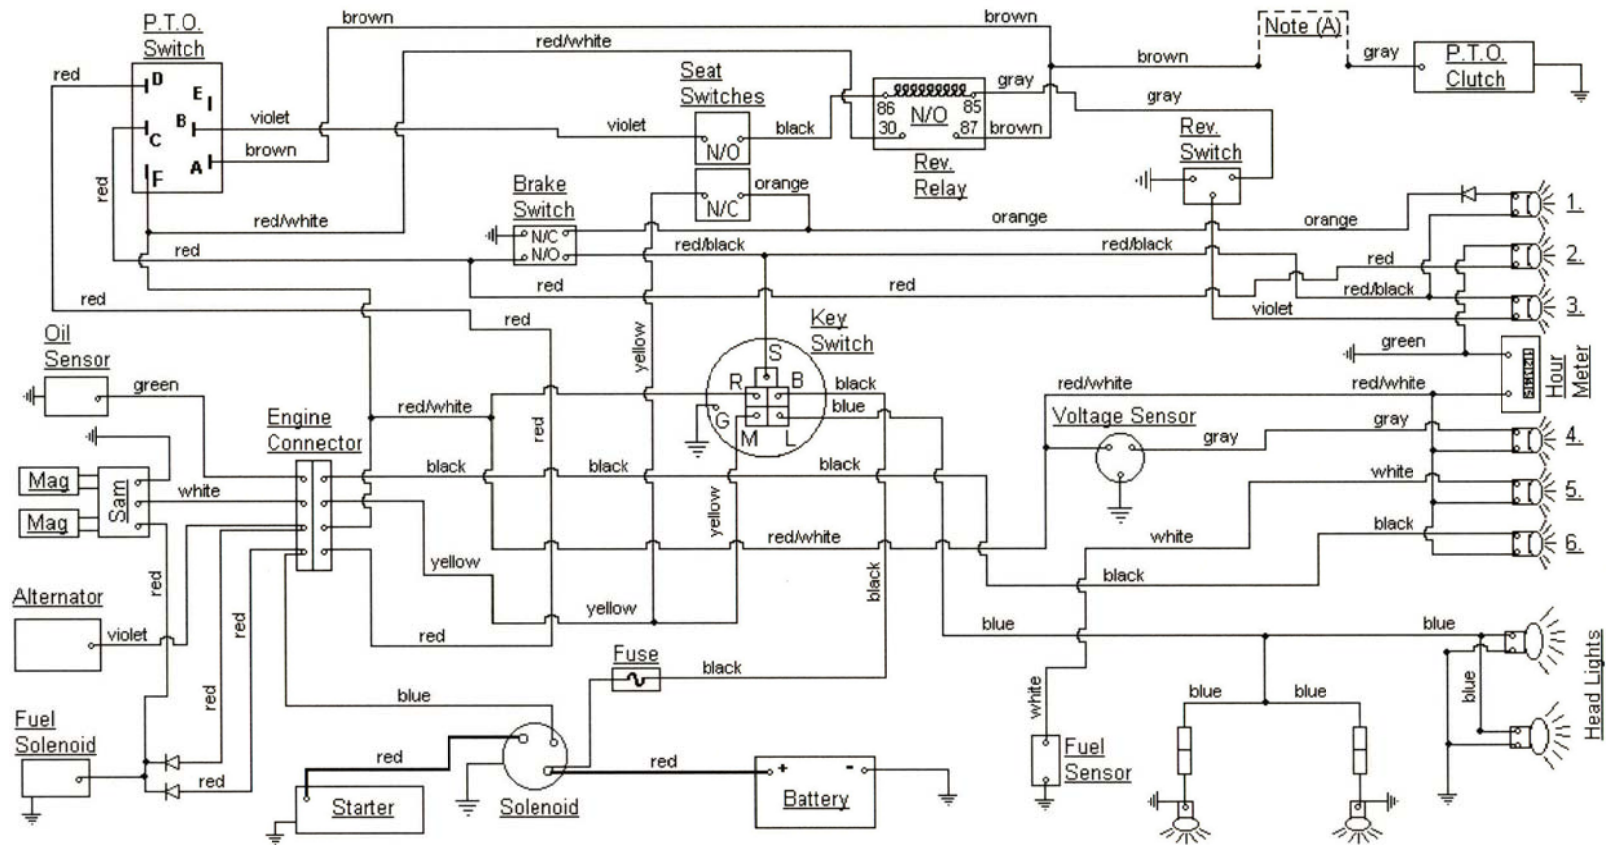 P.T.O.
Switch
brown
brown
Note (A)
red/white
red
D
E
B
C
A
F
violet
brown
Seat
Switches
violet
N/O
black
gray
86
85
N/O
30
87
brown
Rev.
Relay
brown
gray
P.T.O.
Clutch
gray
Rev.
Switch
red
N/C
orange
Brake
Switch
N/C
N/O
red/white
orange
orange
1.
red
red/black
red/black
red
2.
red
red
red/black
3.
violet
red
red
Oil
Sensor
green
yellow
Key
Switch
S
R
B
G
M
L
black
blue
green
Hour
Meter
red/white
red/white
Voltage Sensor
gray
gray
4.
Engine
Connector
red/white
red
black
black
black
white
5.
Mag
Mag
Sam
white
yellow
red/white
white
black
6.
black
yellow
black
red
Alternator
violet
yellow
red
red
blue
blue
Head Lights
Fuse
black
red
blue
white
blue
blue
blue
Fuel
Solenoid
red
red
Starter
Solenoid
red
+
-
Battery
Fuel
Sensor